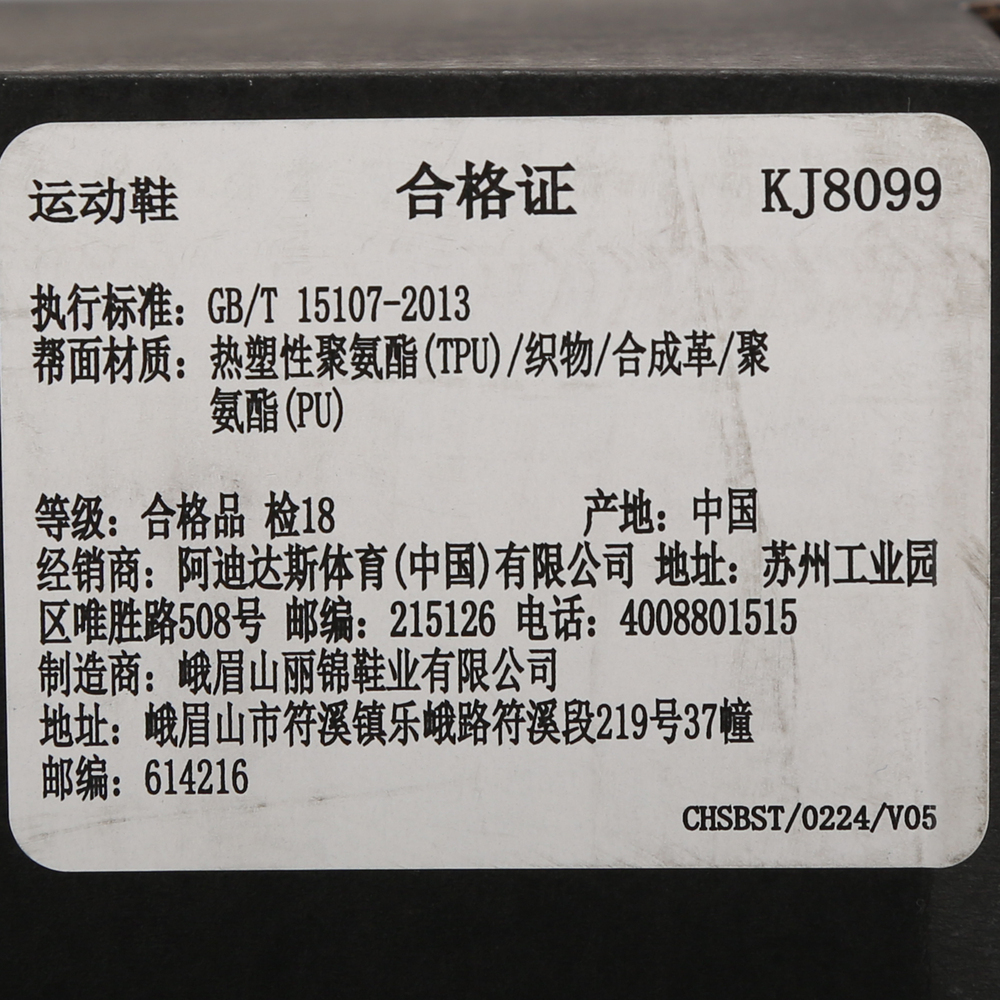 运动鞋 合格证 KJ8099
执行标准：GB/T 15107-2013
帮面材质：热塑性聚氨酯(TPU)/织物/合成革/聚
氨酯(PU)
等级：合格品 检18 产地：中国
经销商：阿迪达斯体育(中国)有限公司 地址：苏州工业园
区唯胜路508号 邮编：215126 电话：4008801515
制造商：峨眉山丽锦鞋业有限公司
地址：峨眉山市符溪镇乐峨路符溪段219号37幢
邮编：614216
CHSBST/0224/V05